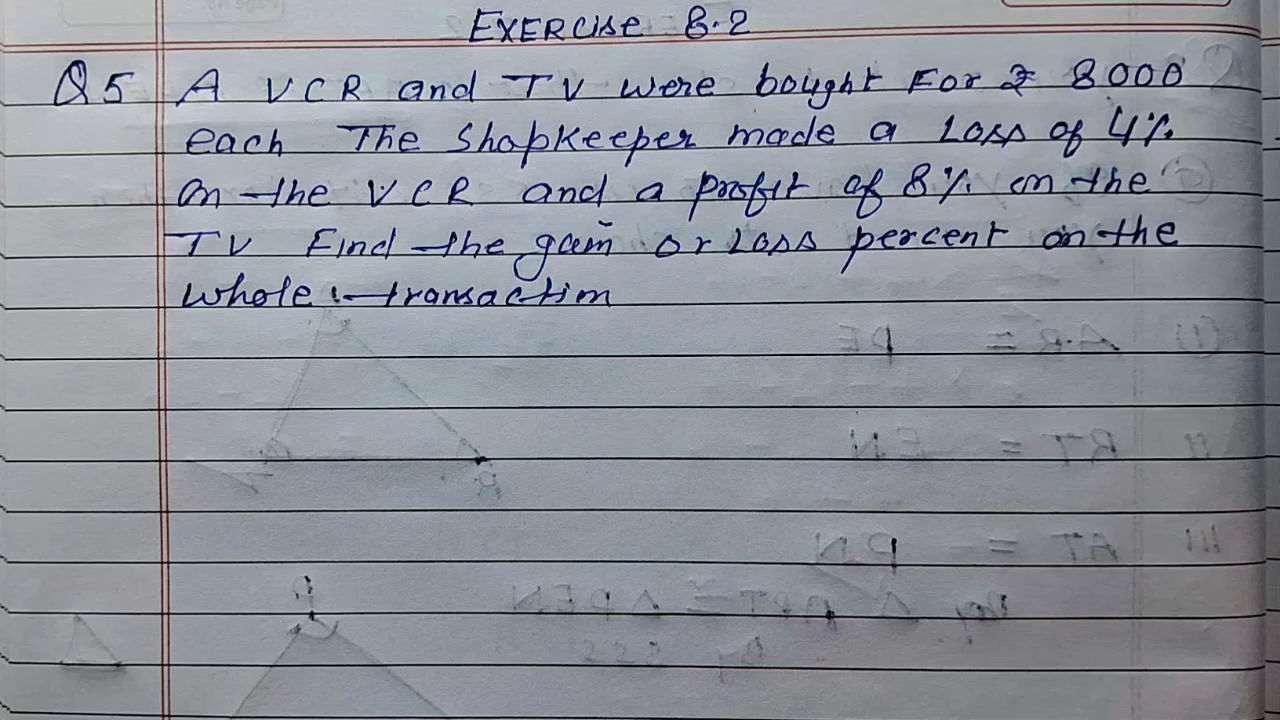 EXERCISE 8.2
Q5 A VCR and TV were bought For ₹ 8000
each The Shopkeeper made a Loss of 4%
on the VCR and a profit of 8% on the
TV Find the gain or Loss percent on the
whole transaction